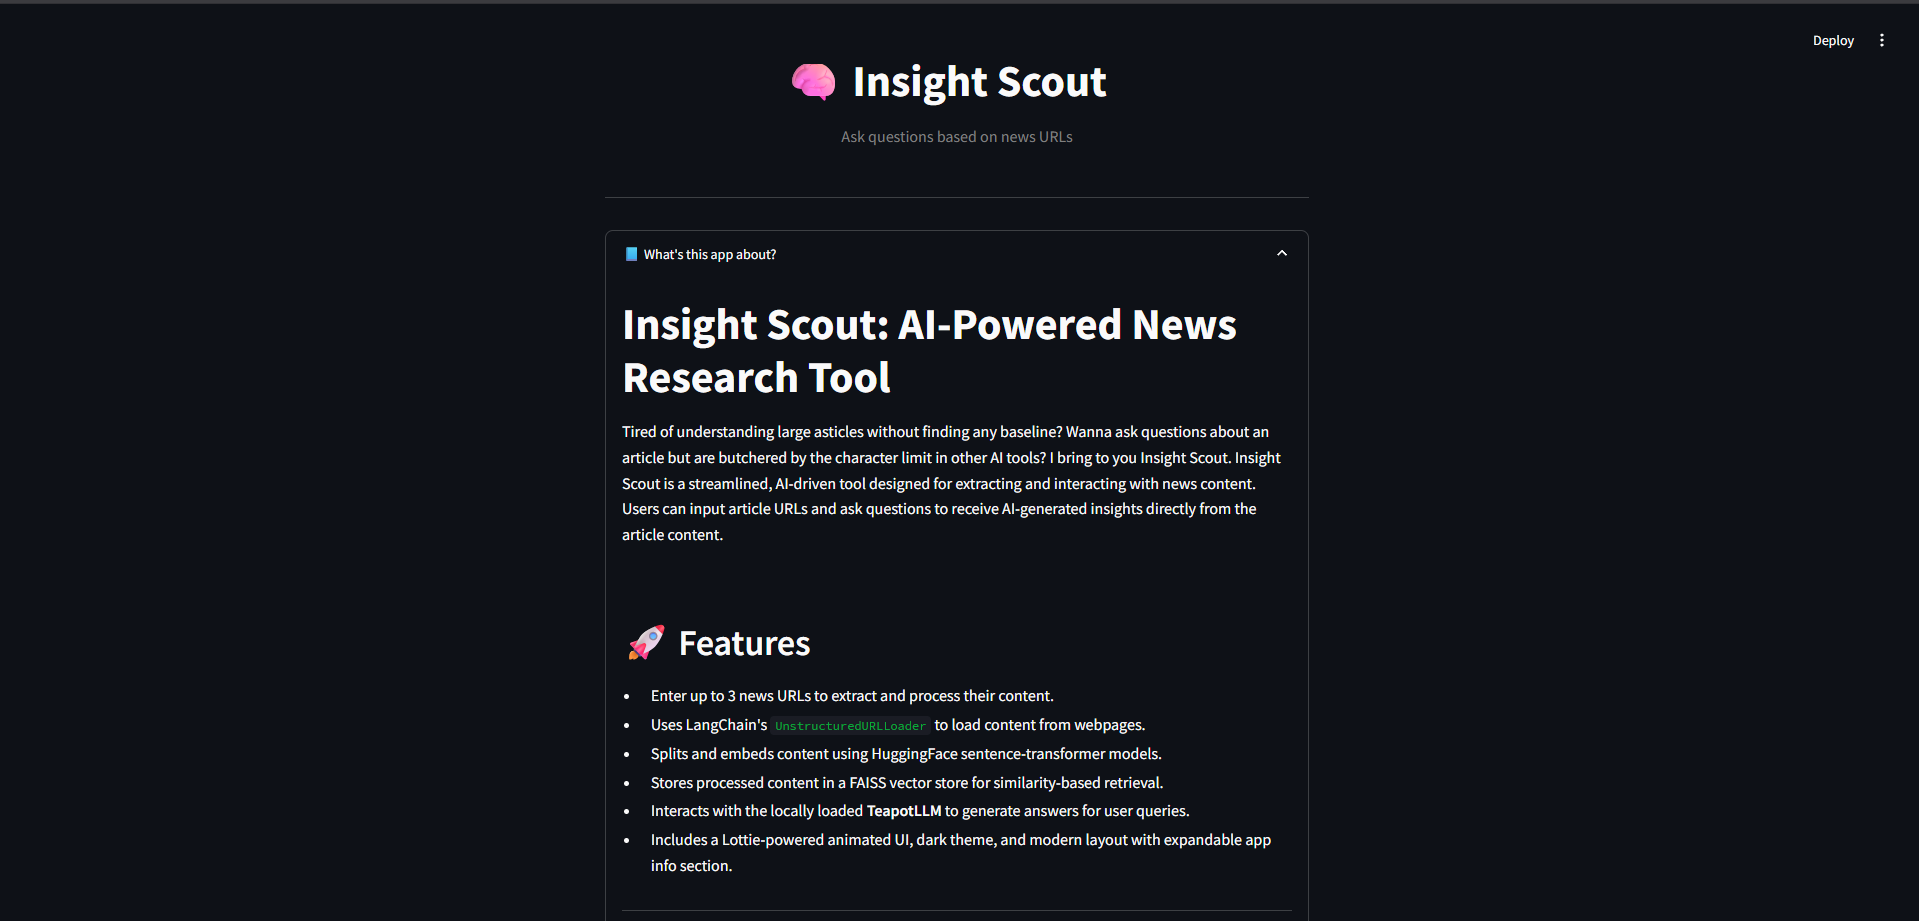 Deploy
Insight Scout
Ask questions based on news URLs
What's this app about?
Insight Scout: AI-Powered News
Research Tool
Tired of understanding large asticles without finding any baseline? Wanna ask questions about an
article but are butchered by the character limit in other AI tools? I bring to you Insight Scout. Insight
Scout is a streamlined, AI-driven tool designed for extracting and interacting with news content.
Users can input article URLs and ask questions to receive AI-generated insights directly from the
article content.
Features
Enter up to 3 news URLs to extract and process their content.
Uses LangChain's UnstructuredURLLoader to load content from webpages.
Splits and embeds content using HuggingFace sentence-transformer models.
Stores processed content in a FAISS vector store for similarity-based retrieval.
Interacts with the locally loaded TeapotLLM to generate answers for user queries.
Includes a Lottie-powered animated UI, dark theme, and modern layout with expandable app
info section.